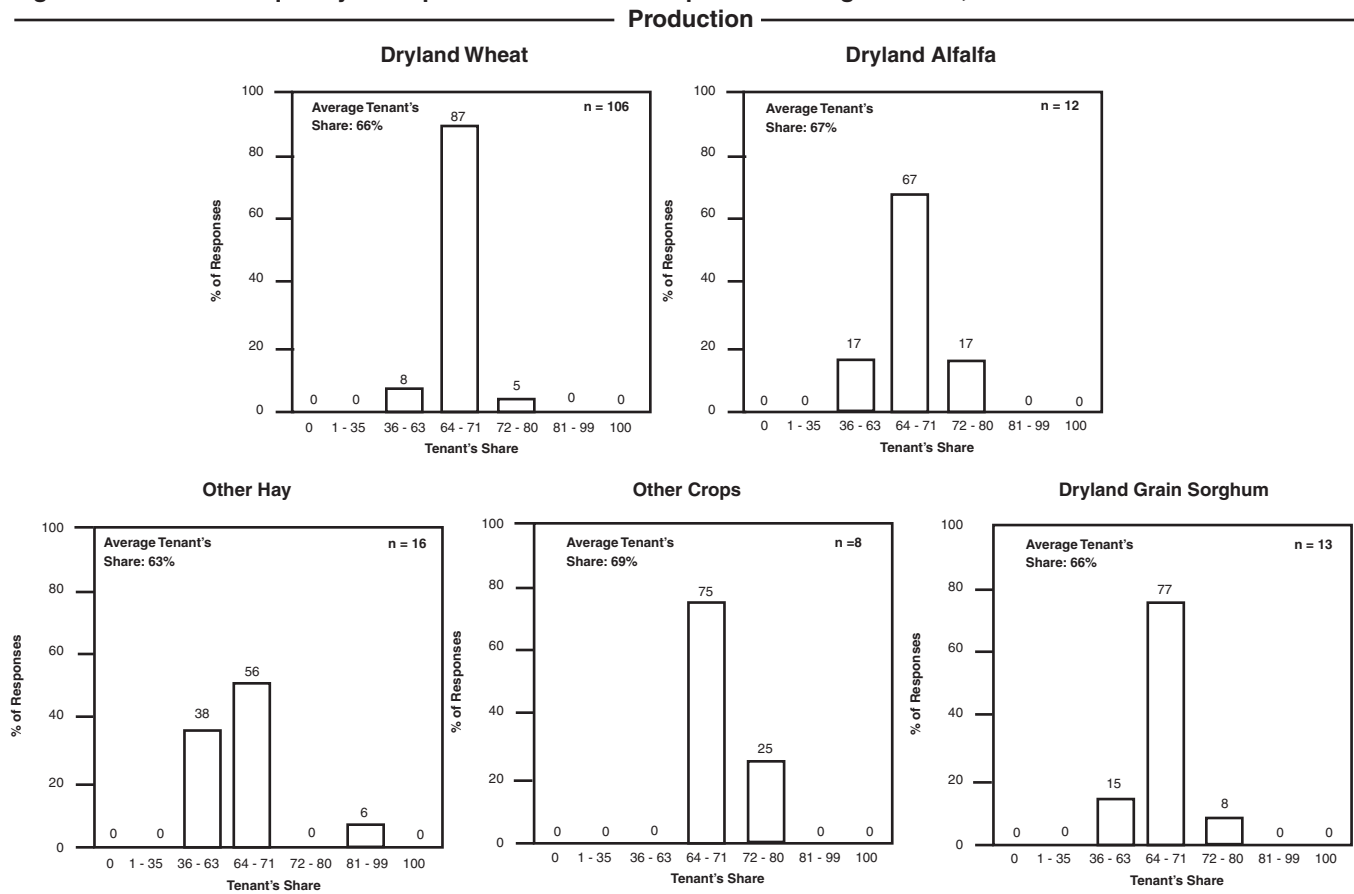 Production
Dryland Wheat
Average Tenant's
Share: 66%
n = 106
100
80
60
40
20
0
% of Responses
0 0 8 87 5 0 0
0 1 - 35 36 - 63 64 - 71 72 - 80 81 - 99 100
Tenant's Share
Dryland Alfalfa
Average Tenant's
Share: 67%
n = 12
100
80
60
40
20
0
% of Responses
0 0 17 67 17 0 0
0 1 - 35 36 - 63 64 - 71 72 - 80 81 - 99 100
Tenant's Share
Other Hay
Average Tenant's
Share: 63%
n = 16
100
80
60
40
20
0
% of Responses
0 0 38 56 0 6 0
0 1 - 35 36 - 63 64 - 71 72 - 80 81 - 99 100
Tenant's Share
Other Crops
Average Tenant's
Share: 69%
n =8
100
80
60
40
20
0
% of Responses
0 0 0 75 25 0 0
0 1 - 35 36 - 63 64 - 71 72 - 80 81 - 99 100
Tenant's Share
Dryland Grain Sorghum
Average Tenant's
Share: 66%
n = 13
100
80
60
40
20
0
% of Responses
0 0 15 77 8 0 0
0 1 - 35 36 - 63 64 - 71 72 - 80 81 - 99 100
Tenant's Share